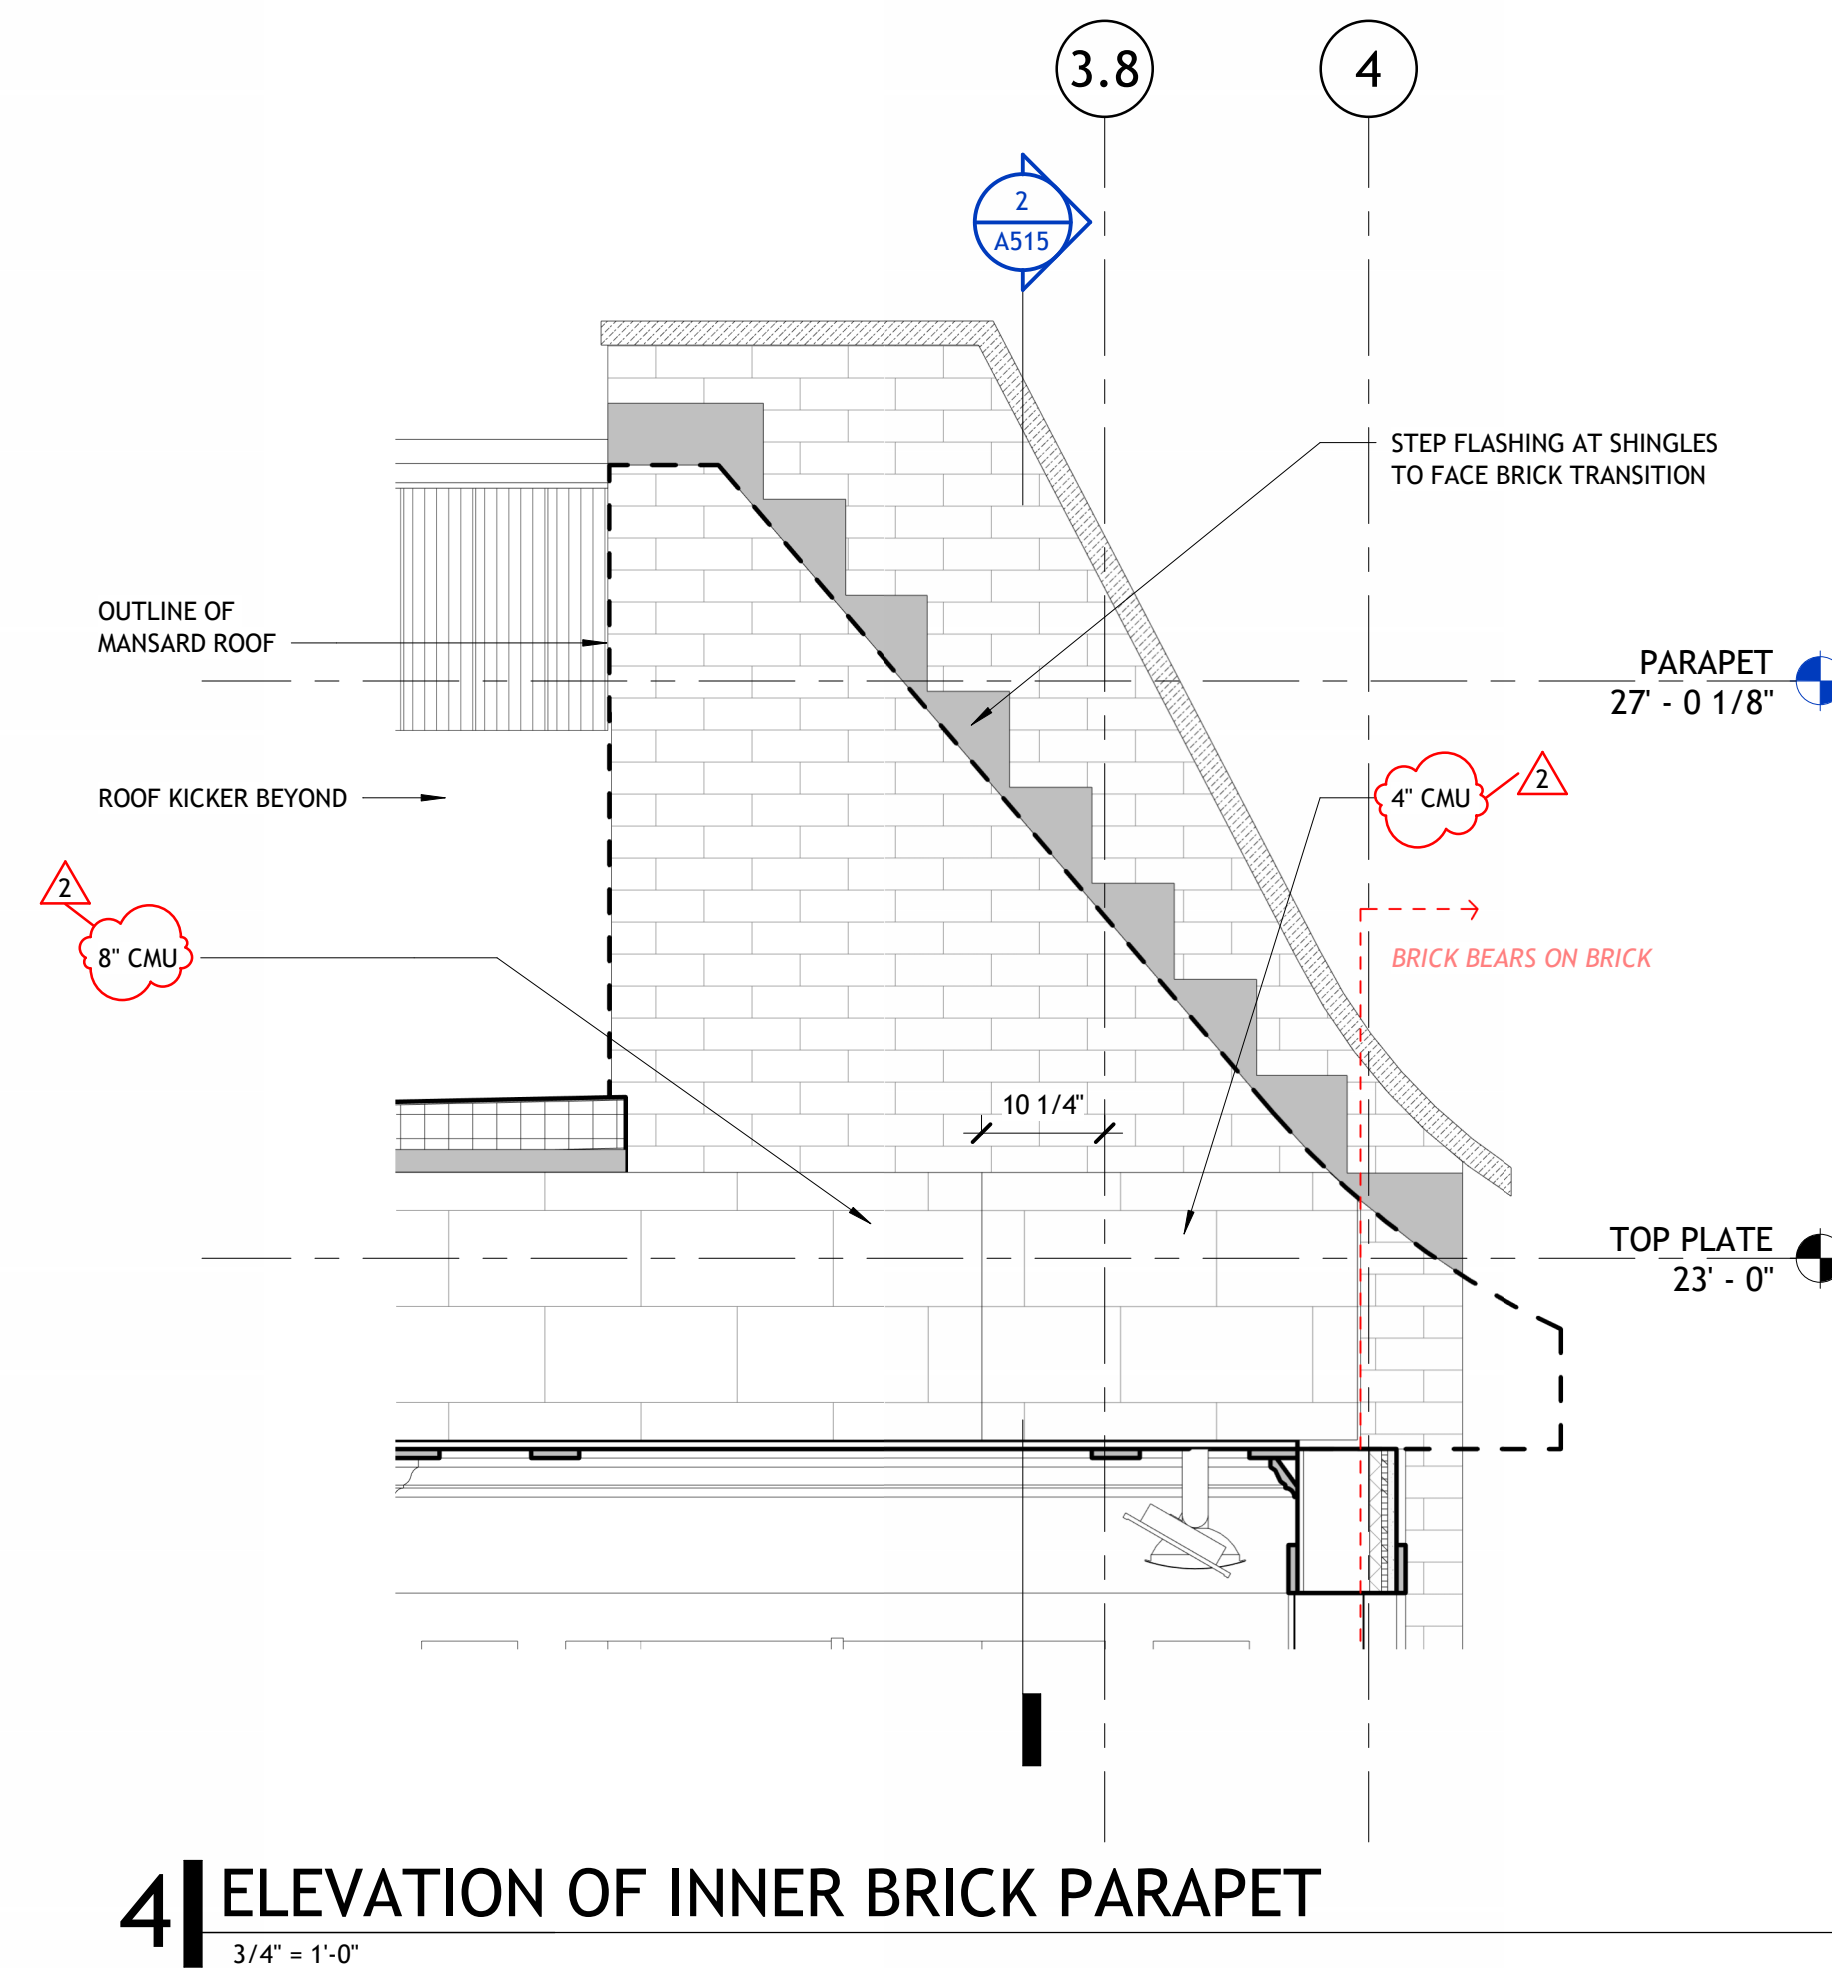 3.8
4
2
A515
STEP FLASHING AT SHINGLES
TO FACE BRICK TRANSITION
OUTLINE OF
MANSARD ROOF
PARAPET
27' - 0 1/8"
ROOF KICKER BEYOND
4" CMU
2
2
8" CMU
BRICK BEARS ON BRICK
10 1/4"
TOP PLATE
23' - 0"
4
ELEVATION OF INNER BRICK PARAPET
3/4" = 1'-0"